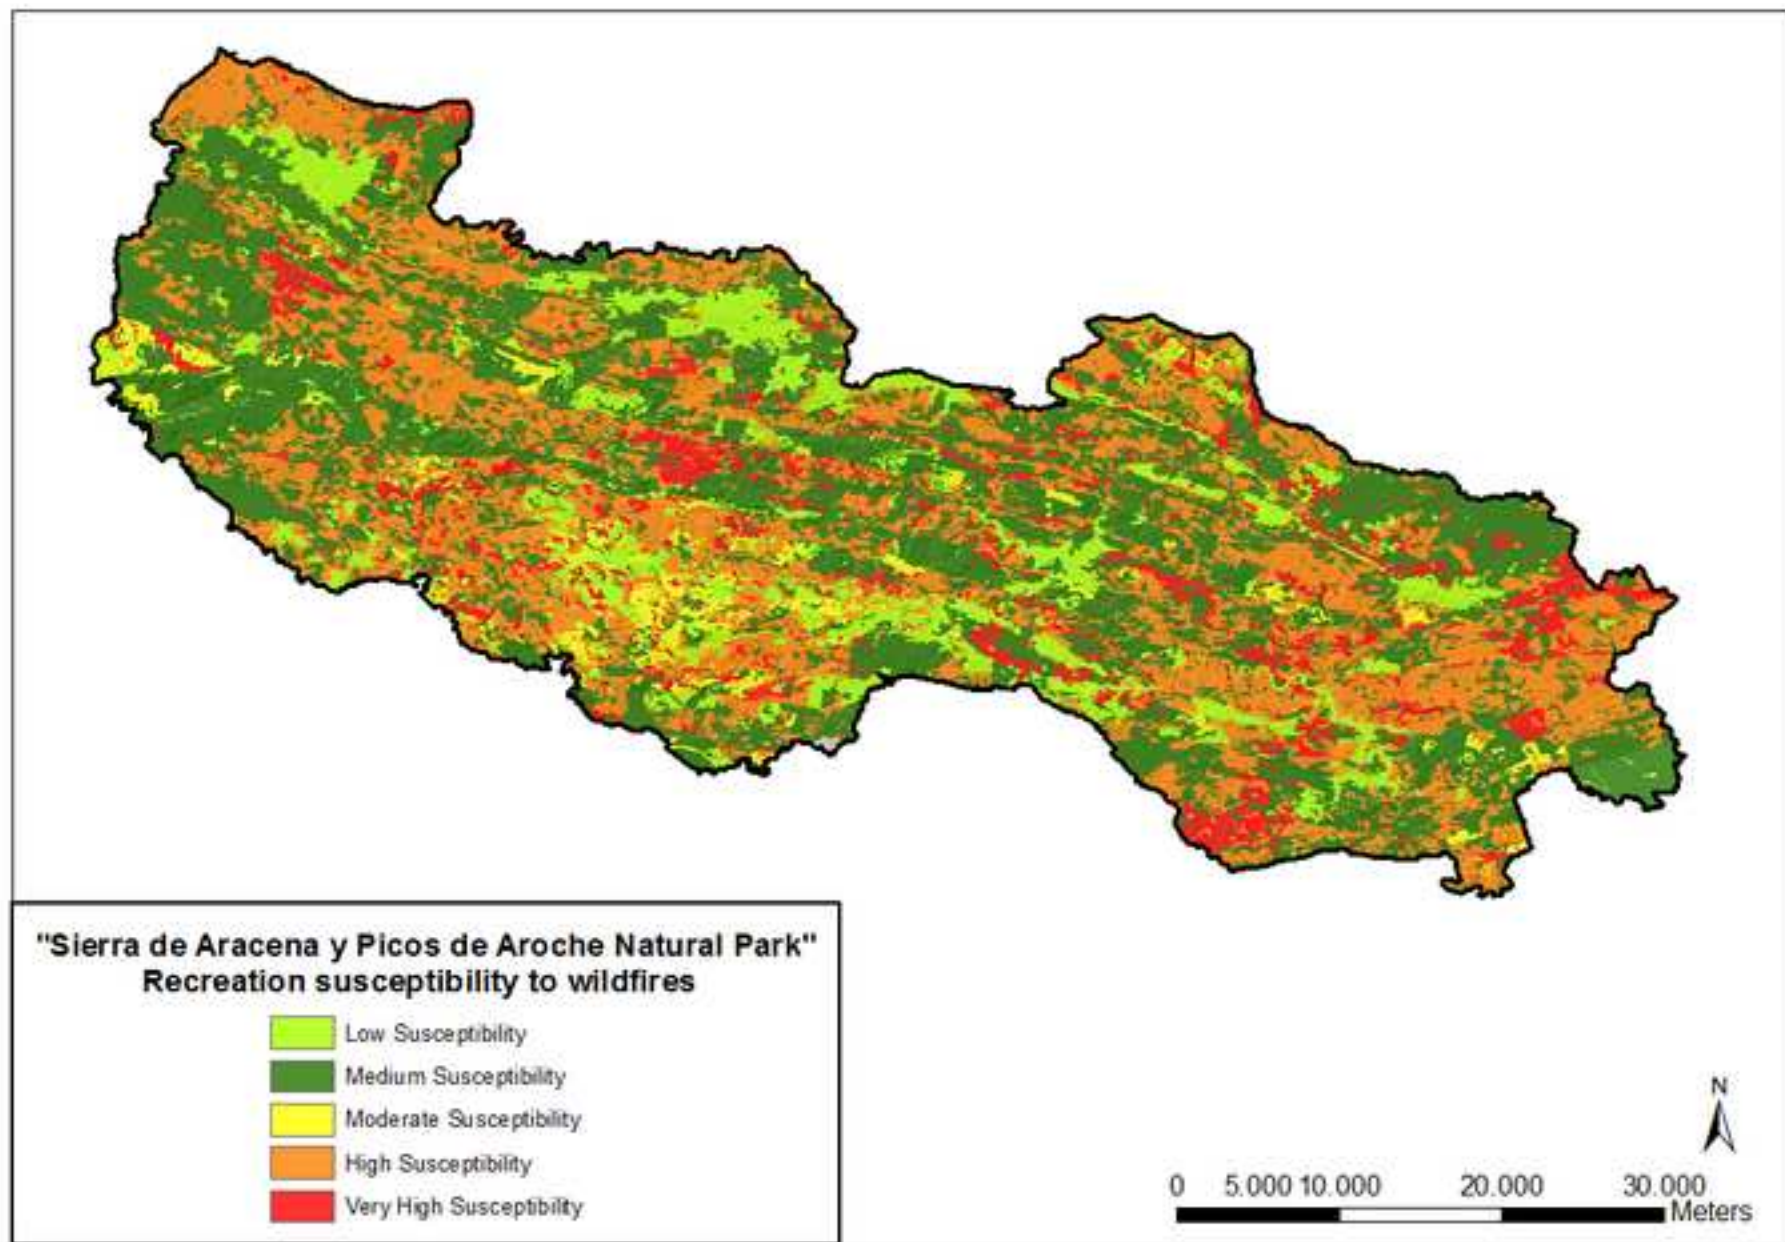 "Sierra de Aracena y Picos de Aroche Natural Park"
Recreation susceptibility to wildfires
Low Susceptibility
Medium Susceptibility
Moderate Susceptibility
High Susceptibility
Very High Susceptibility
N
0 5.000 10.000 20.000 30.000
Meters